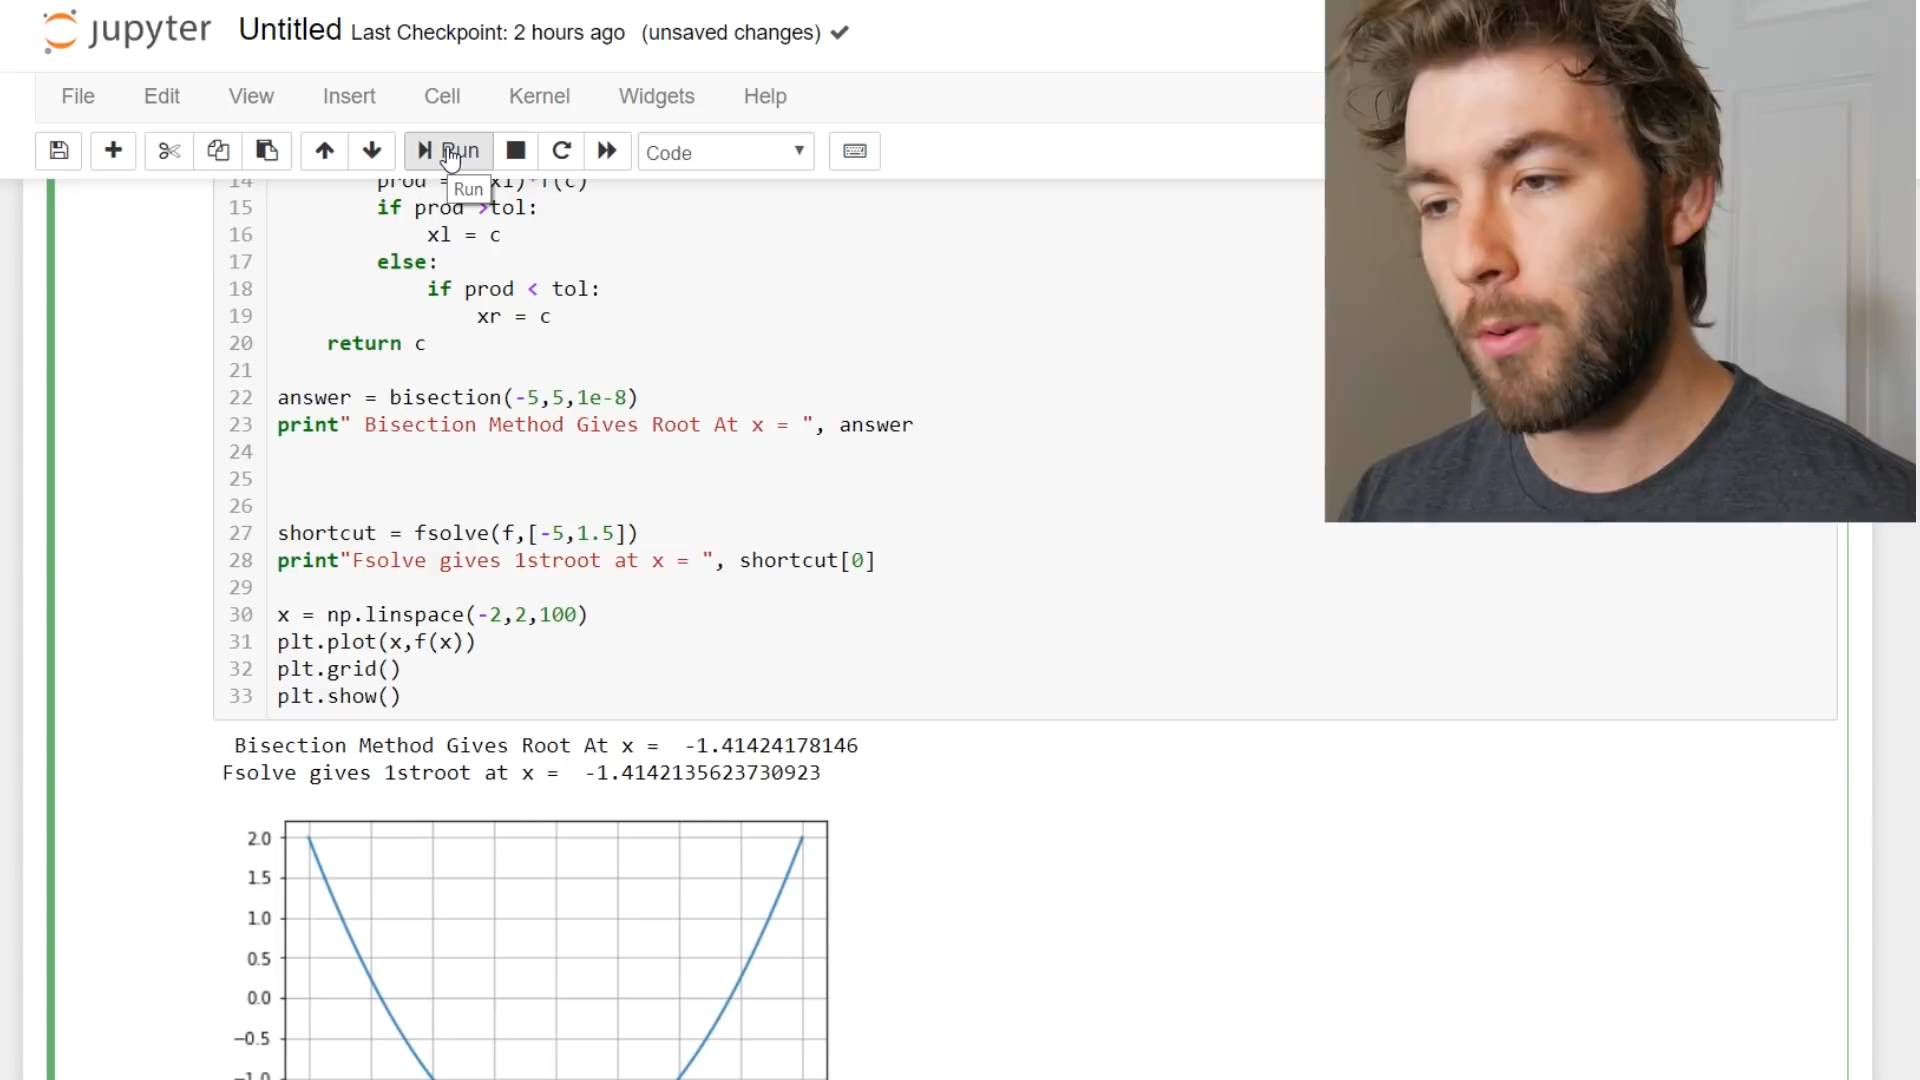 jupyter Untitled Last Checkpoint: 2 hours ago (unsaved changes)
File Edit View Insert Cell Kernel Widgets Help
Run Code
Run
14 prod = x1)*f(c)
15 if prod >tol:
16 xl = c
17 else:
18 if prod < tol:
19 xr = c
20 return c
21
22 answer = bisection(-5,5,1e-8)
23 print" Bisection Method Gives Root At x = ", answer
24
25
26
27 shortcut = fsolve(f,[-5,1.5])
28 print"Fsolve gives 1stroot at x = ", shortcut[0]
29
30 x = np.linspace(-2,2,100)
31 plt.plot(x,f(x))
32 plt.grid()
33 plt.show()
Bisection Method Gives Root At x = -1.41424178146
Fsolve gives 1stroot at x = -1.4142135623730923
2.0
1.5
1.0
0.5
0.0
−0.5
−1.0